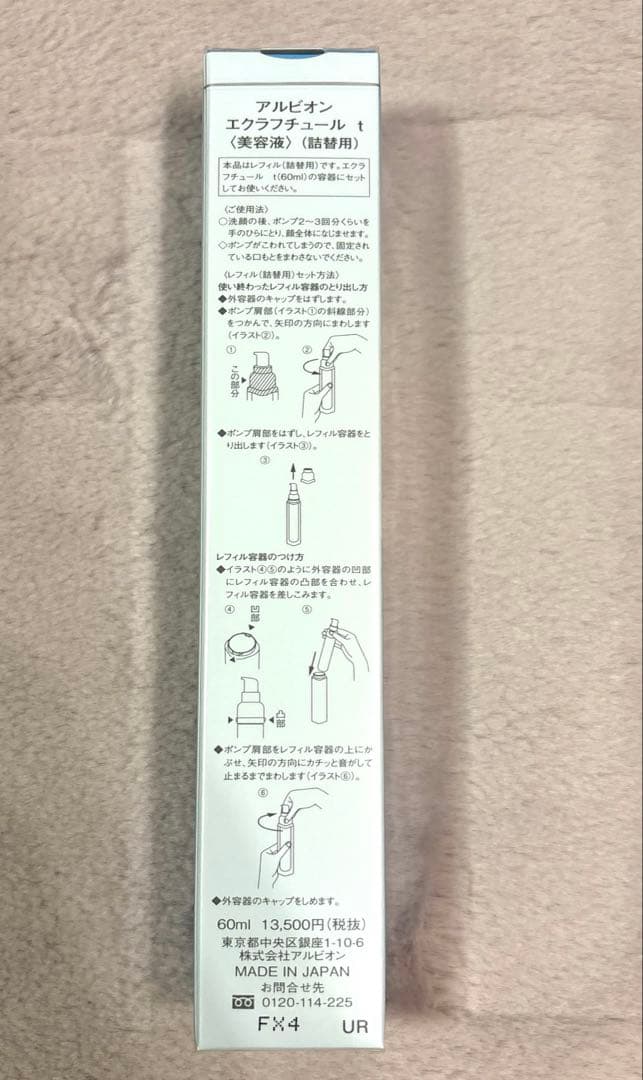 アルビオン
エクラフチュール t
〈美容液〉（詰替用）
本品はレフィル（詰替用）です。エクラ
フチュール t（60ml）の容器にセット
してお使いください。
〈ご使用法〉
○洗顔の後、ポンプ2〜3回分くらいを
手のひらにとり、顔全体になじませます。
◇ポンプがこわれてしまうので、固定され
ている口もとをまわさないでください。
〈レフィル（詰替用）セット方法〉
使い終わったレフィル容器のとり出し方
◆外容器のキャップをはずします。
◆ポンプ肩部（イラスト①の斜線部分）
をつかんで、矢印の方向にまわします
（イラスト②）。
① ②
この部分
◆ポンプ肩部をはずし、レフィル容器をと
り出します（イラスト③）。
③
レフィル容器のつけ方
◆イラスト④⑤のように外容器の凹部
にレフィル容器の凸部を合わせ、レ
フィル容器を差しこみます。
④ 凹部 ⑤
凸部
◆ポンプ肩部をレフィル容器の上にか
ぶせ、矢印の方向にカチッと音がして
止まるまでまわします（イラスト⑥）。
⑥
◆外容器のキャップをしめます。
60ml 13,500円（税抜）
東京都中央区銀座1-10-6
株式会社アルビオン
MADE IN JAPAN
お問合せ先
0120-114-225
FX4 UR